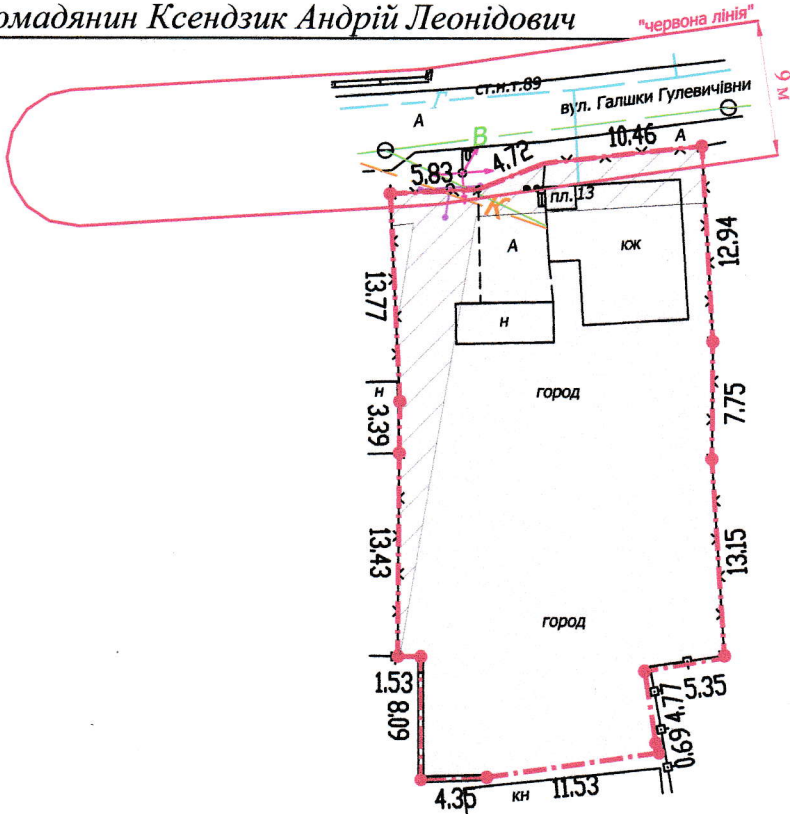 омадянин Ксендзик Андрій Леонідович
"червона лінія"
9 м
ст.н.т.89
Г
вул. Галшки Гулевичівни
А
В
10.46
А
5.83
4.72
К
пл. 13
12.94
А
кж
13.77
н
н
3.39
город
7.75
13.43
13.15
город
1.53
8.09
5.35
4.77
0.69
4.35
кн
11.53